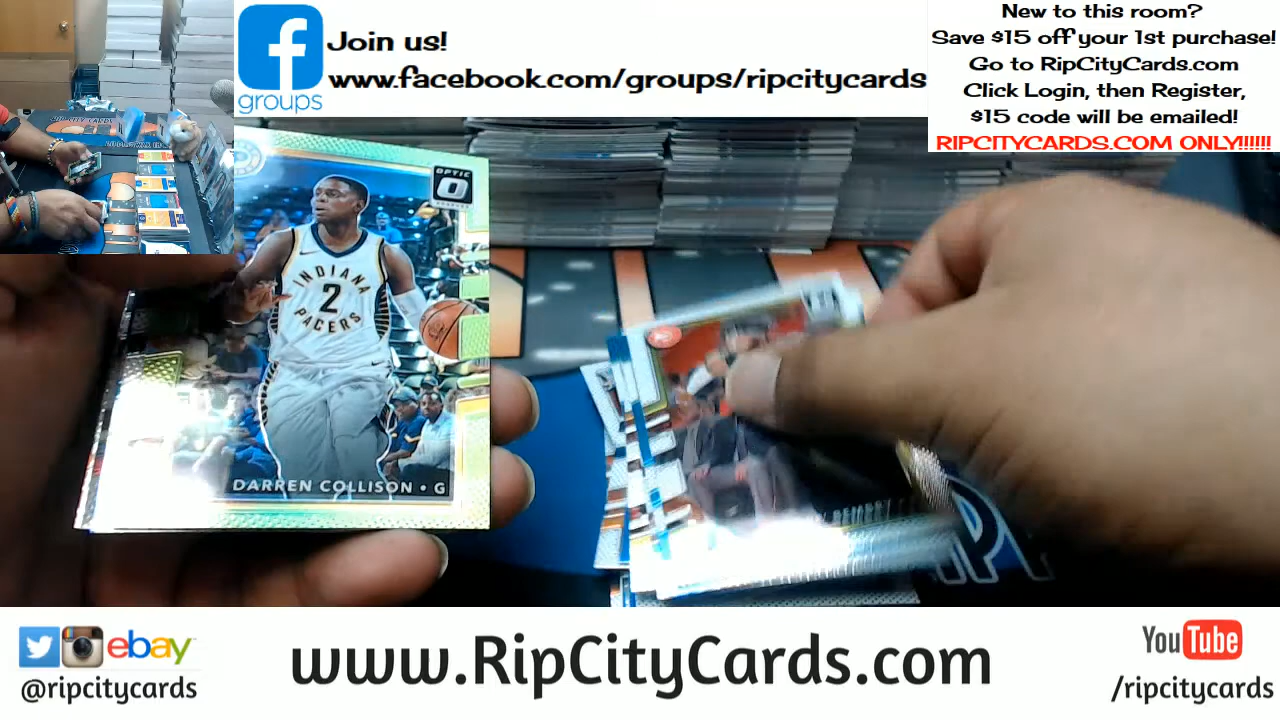 Join us!
www.facebook.com/groups/ripcitycards
groups
New to this room?
Save $15 off your 1st purchase!
Go to RipCityCards.com
Click Login, then Register,
$15 code will be emailed!
RIPCITYCARDS.COM ONLY!!!!!!
OPTIC
INDIANA
2
PACERS
DARREN COLLISON • G
ebay
@ripcitycards
www.RipCityCards.com
YouTube
/ripcitycards